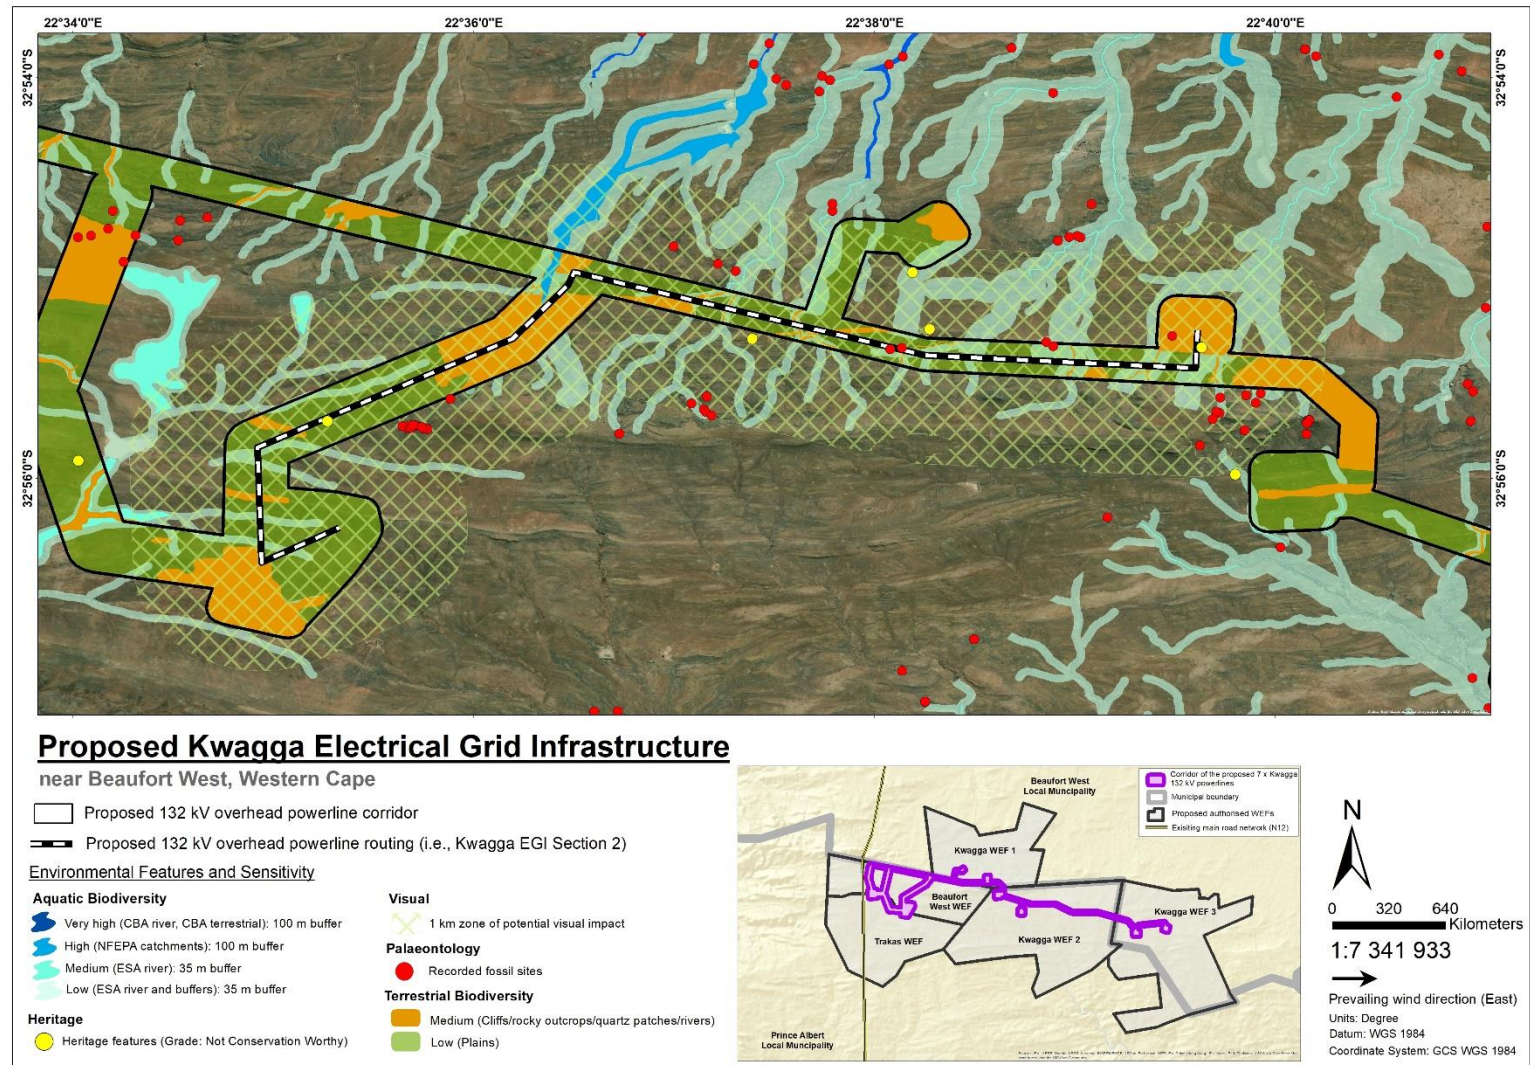 22°34'0"E
22°36'0"E
22°38'0"E
22°40'0"E
32°54'0"S
32°54'0"S
32°56'0"S
32°56'0"S
Proposed Kwagga Electrical Grid Infrastructure
near Beaufort West, Western Cape
Proposed 132 kV overhead powerline corridor
Proposed 132 kV overhead powerline routing (i.e., Kwagga EGI Section 2)
Environmental Features and Sensitivity
Aquatic Biodiversity
Very high (CBA river, CBA terrestrial): 100 m buffer
High (NFEPA catchments): 100 m buffer
Medium (ESA river): 35 m buffer
Low (ESA river and buffers): 35 m buffer
Heritage
Heritage features (Grade: Not Conservation Worthy)
Visual
1 km zone of potential visual impact
Palaeontology
Recorded fossil sites
Terrestrial Biodiversity
Medium (Cliffs/rocky outcrops/quartz patches/rivers)
Low (Plains)
Beaufort West
Local Muncipality
Corridor of the proposed 7 x Kwagga
132 kV powerlines
Municipal boundary
Proposed authorised WEFs
Exisiting main road network (N12)
Kwagga WEF 1
Beaufort
West WEF
Kwagga WEF 3
Trakas WEF
Kwagga WEF 2
Prince Albert
Local Muncipality
N
0 320 640
Kilometers
1:7 341 933
Prevailing wind direction (East)
Units: Degree
Datum: WGS 1984
Coordinate System: GCS WGS 1984